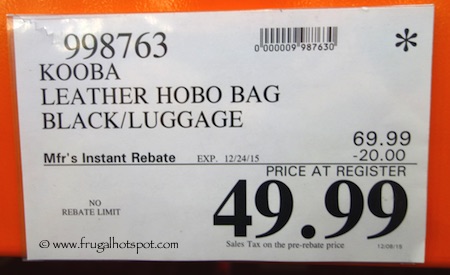 998763
0000009 987630
*
KOOBA
LEATHER HOBO BAG
BLACK/LUGGAGE
69.99
Mfr's Instant Rebate EXP. 12/24/15 -20.00
PRICE AT REGISTER
49.99
NO
REBATE LIMIT
© www.frugalhotspot.com
Sales Tax on the pre-rebate price 12/08/15